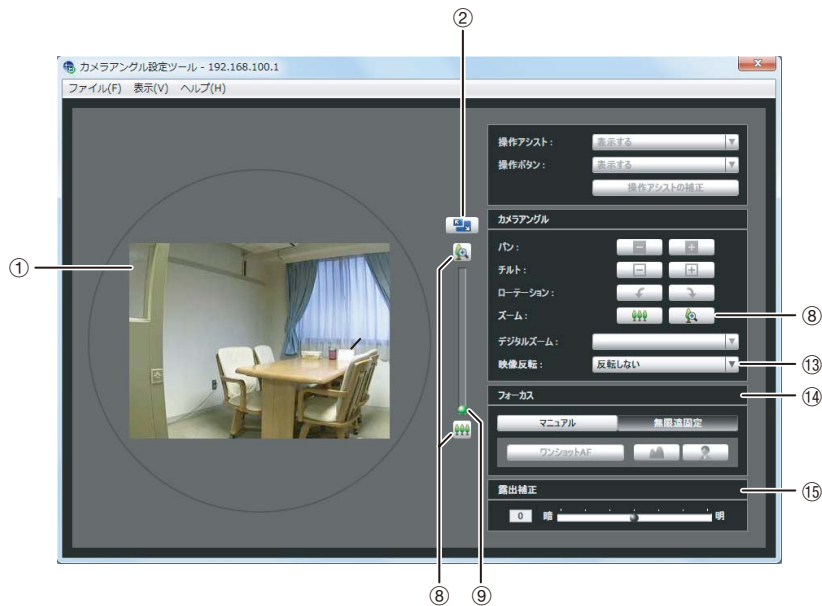 ②
カメラアングル設定ツール - 192.168.100.1
ファイル(F) 表示(V) ヘルプ(H)
操作アシスト： 表示する
操作ボタン： 表示する
操作アシストの補正
カメラアングル
①
パン：
チルト：
ローテーション：
ズーム：
⑧
デジタルズーム：
映像反転： 反転しない
⑬
フォーカス
⑭
マニュアル 無限遠固定
ワンショットAF
露出補正
⑮
0 暗 明
⑧ ⑨